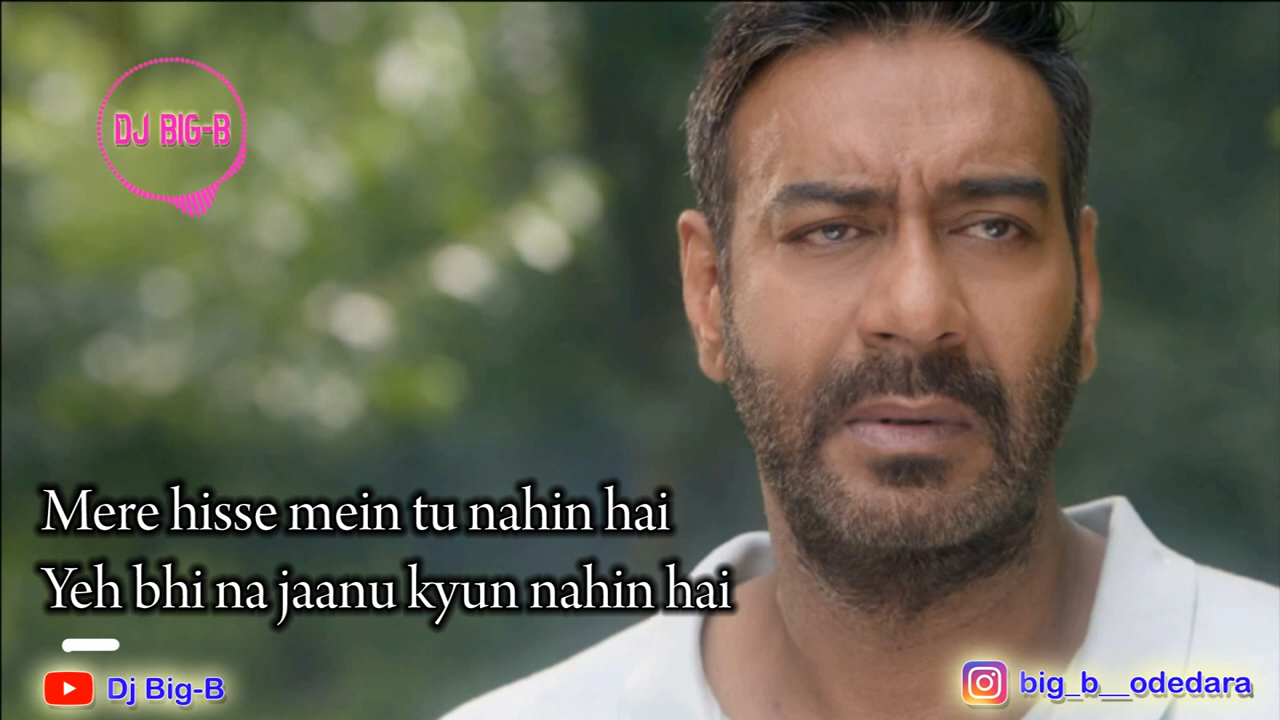 DJ BIG-B
Mere hisse mein tu nahin hai
Yeh bhi na jaanu kyun nahin hai
Dj Big-B
big_b__odedara